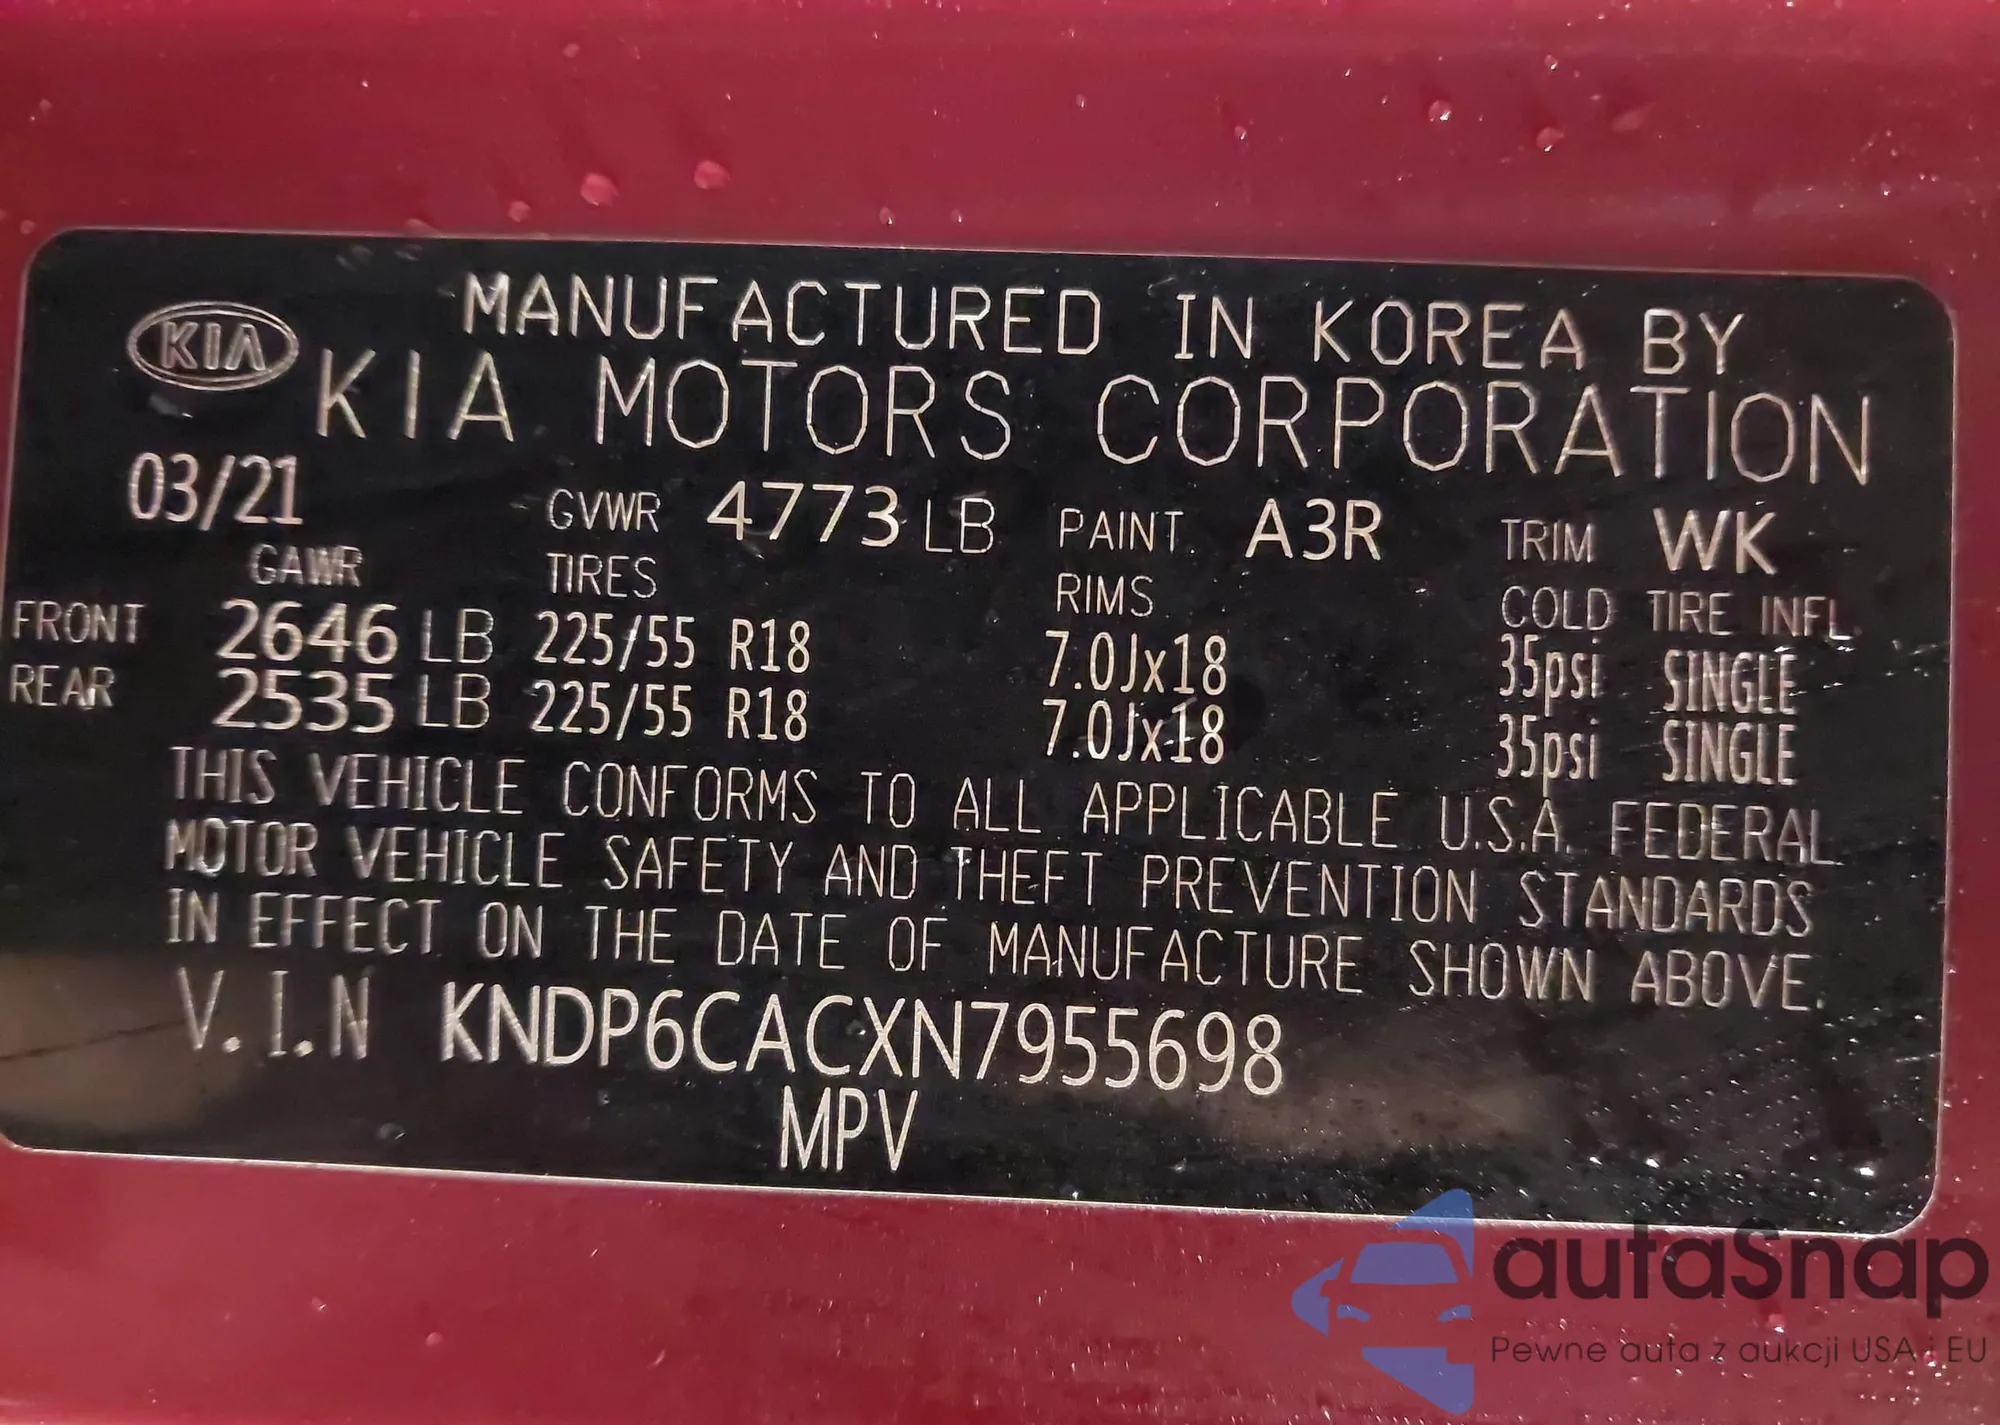 KIA MANUFACTURED IN KOREA BY
KIA MOTORS CORPORATION
03/21 GVWR 4773 LB PAINT. A3R TRIM WK
GAWR TIRES RIMS COLD TIRE INFL.
FRONT 2646 LB 225/55 R18 7.0Jx18 35psi SINGLE
REAR 2535 LB 225/55 R18 7.0Jx18 35psi SINGLE
THIS VEHICLE CONFORMS TO ALL APPLICABLE U.S.A. FEDERAL
MOTOR VEHICLE SAFETY AND THEFT PREVENTION STANDARDS
IN EFFECT ON THE DATE OF MANUFACTURE SHOWN ABOVE.
V.I.N KNDP6CACXN7955698
MPV
autaSnap
Pewne auta z aukcji USA i EU